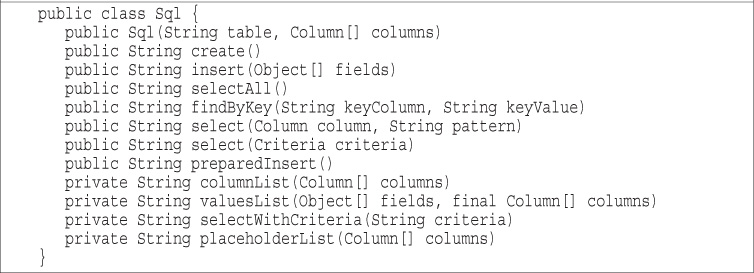 public class Sql {
public Sql(String table, Column[] columns)
public String create()
public String insert(Object[] fields)
public String selectAll()
public String findByKey(String keyColumn, String keyValue)
public String select(Column column, String pattern)
public String select(Criteria criteria)
public String preparedInsert()
private String columnList(Column[] columns)
private String valuesList(Object[] fields, final Column[] columns)
private String selectWithCriteria(String criteria)
private String placeholderList(Column[] columns)
}